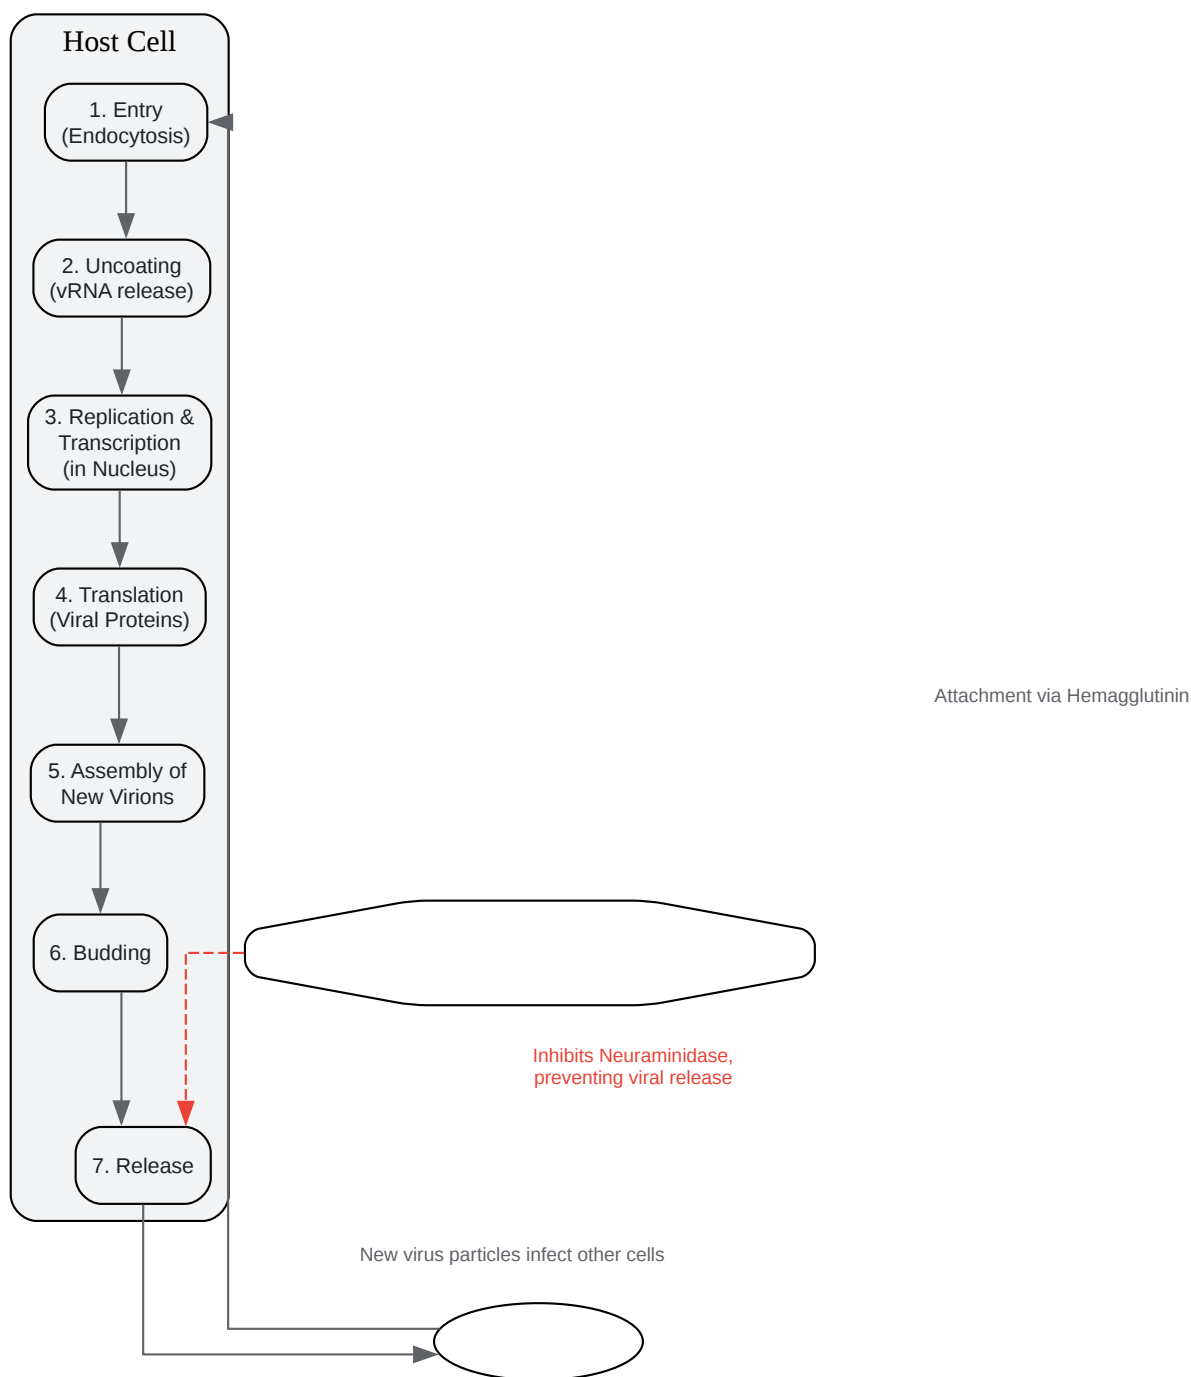 Host Cell
1. Entry
(Endocytosis)
2. Uncoating
(vRNA release)
3. Replication &
Transcription
(in Nucleus)
4. Translation
(Viral Proteins)
Attachment via Hemagglutinin
5. Assembly of
New Virions
6. Budding
Inhibits Neuraminidase,
preventing viral release
7. Release
New virus particles infect other cells